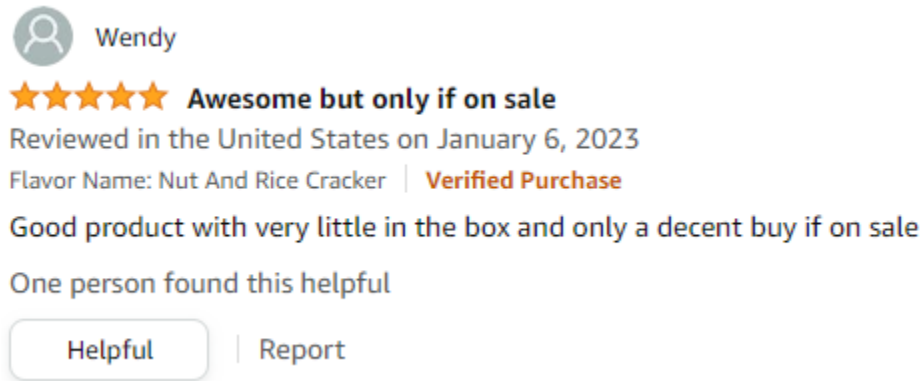 Wendy
Awesome but only if on sale
Reviewed in the United States on January 6, 2023
Flavor Name: Nut And Rice Cracker Verified Purchase
Good product with very little in the box and only a decent buy if on sale
One person found this helpful
Helpful Report